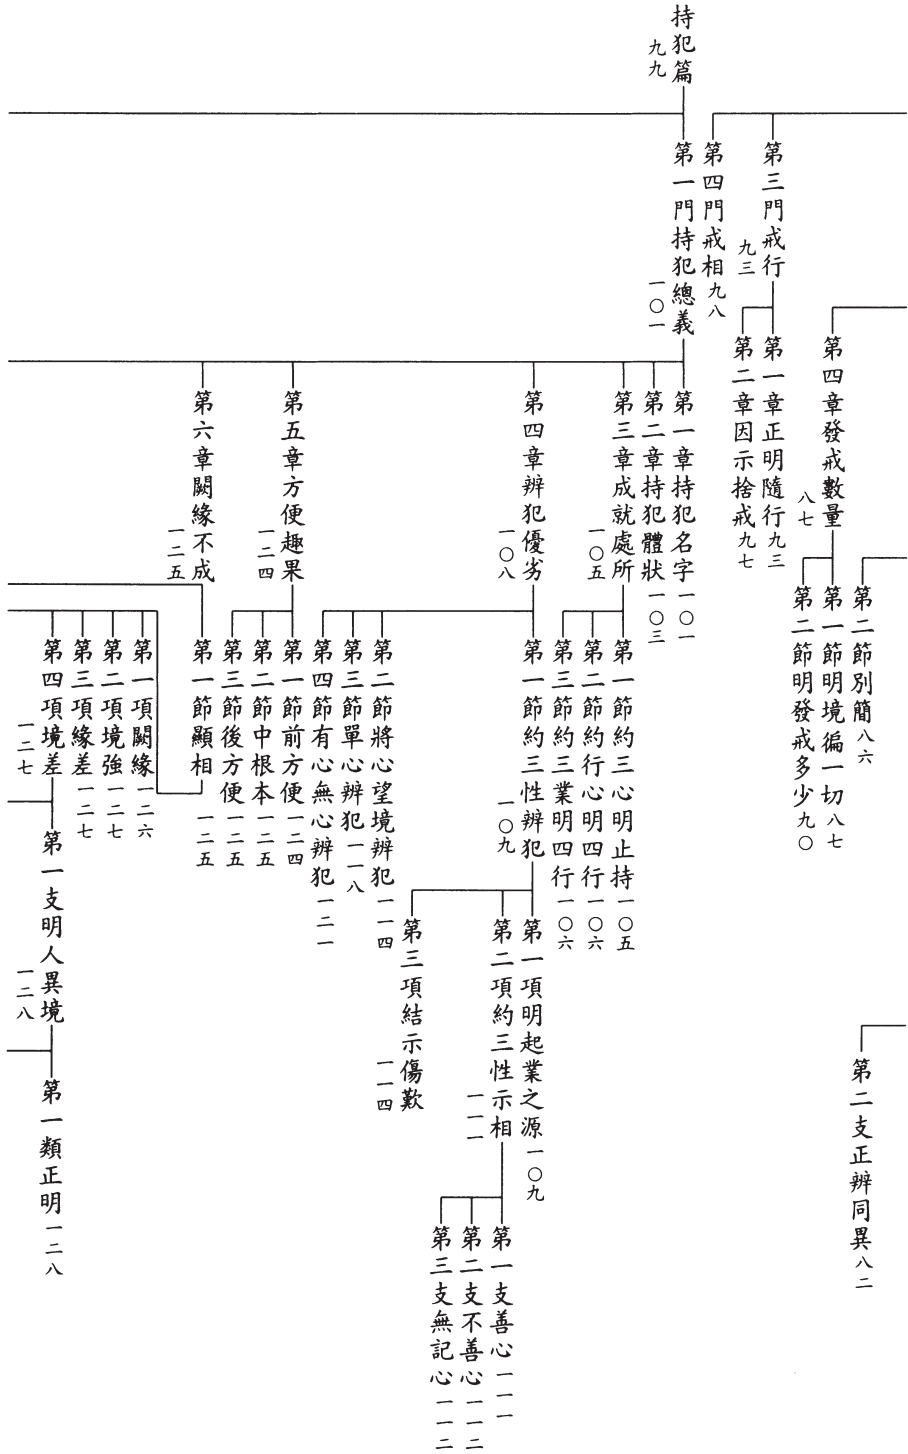 第二節別簡八六
第二支正辨同異八二
第四章發戒數量八七
第一節明境徧一切八七
第二節明發戒多少九〇
第三門戒行九三
第一章正明隨行九三
第二章因示捨戒九七
第四門戒相九八
持犯篇九九
第一門持犯總義一〇一
第一章持犯名字一〇一
第二章持犯體狀一〇三
第三章成就處所一〇五
第一節約三心明止持一〇五
第二節約行心明四行一〇六
第三節約三業明四行一〇六
第四章辨犯優劣一〇八
第一節約三性辨犯一〇九
第一項明起業之源一〇九
第二項約三性示相一一一
第一支善心一一一
第二支不善心一一二
第三支無記心一一二
第三項結示傷歎一一四
第二節將心望境辨犯一一四
第三節單心辨犯一一八
第四節有心無心辨犯一二一
第五章方便趣果一二四
第一節前方便一二四
第二節中根本一二五
第三節後方便一二五
第六章闕緣不成一二五
第一節顯相一二五
第一項闕緣一二六
第二項境強一二七
第三項緣差一二七
第四項境差一二七
第一支明人異境一二八
第一類正明一二八